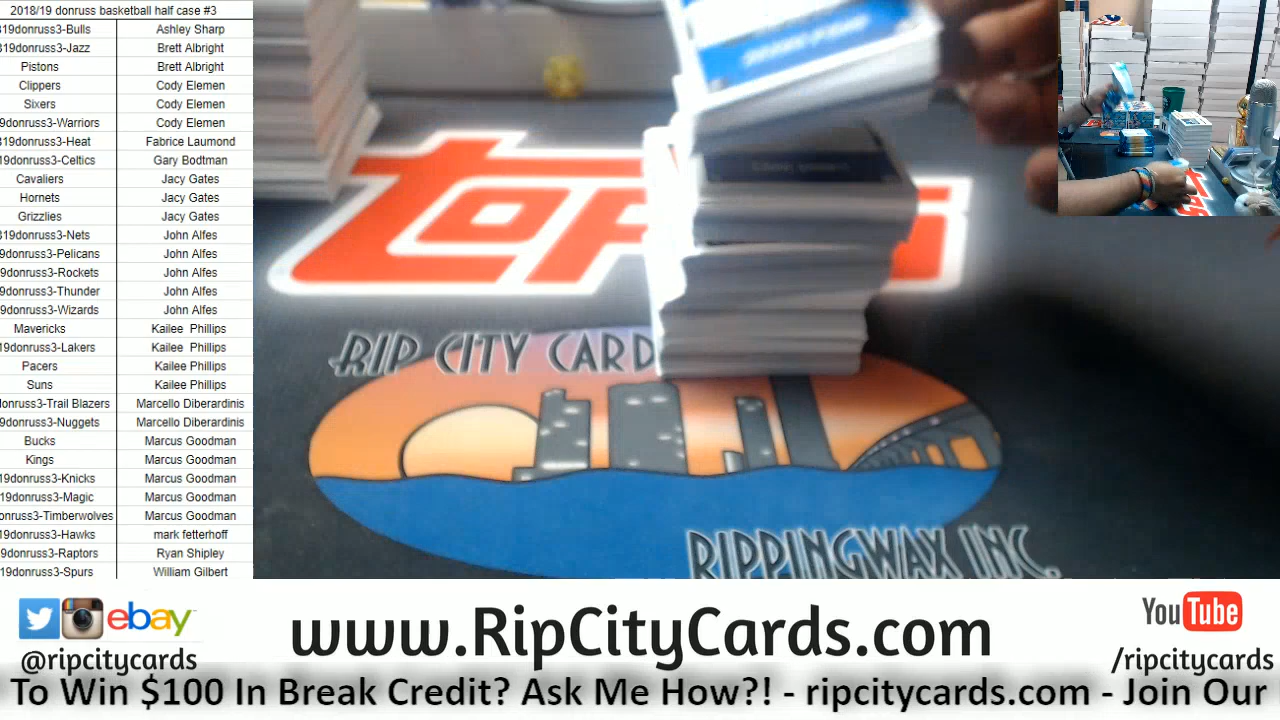 2018/19 donruss basketball half case #3
319donruss3-Bulls Ashley Sharp
319donruss3-Jazz Brett Albright
Pistons Brett Albright
Clippers Cody Elemen
Sixers Cody Elemen
19donruss3-Warriors Cody Elemen
319donruss3-Heat Fabrice Laumond
19donruss3-Celtics Gary Bodtman
Cavaliers Jacy Gates
Hornets Jacy Gates
Grizzlies Jacy Gates
319donruss3-Nets John Alfes
9donruss3-Pelicans John Alfes
9donruss3-Rockets John Alfes
9donruss3-Thunder John Alfes
9donruss3-Wizards John Alfes
Mavericks Kailee Phillips
19donruss3-Lakers Kailee Phillips
Pacers Kailee Phillips
Suns Kailee Phillips
onruss3-Trail Blazers Marcello Diberardinis
9donruss3-Nuggets Marcello Diberardinis
Bucks Marcus Goodman
Kings Marcus Goodman
19donruss3-Knicks Marcus Goodman
19donruss3-Magic Marcus Goodman
onruss3-Timberwolves Marcus Goodman
19donruss3-Hawks mark fetterhoff
9donruss3-Raptors Ryan Shipley
19donruss3-Spurs William Gilbert
RIP CITY CARD
RIPPINGWAX INC.
ebay
@ripcitycards
www.RipCityCards.com
YouTube
/ripcitycards
To Win $100 In Break Credit? Ask Me How?! - ripcitycards.com - Join Our